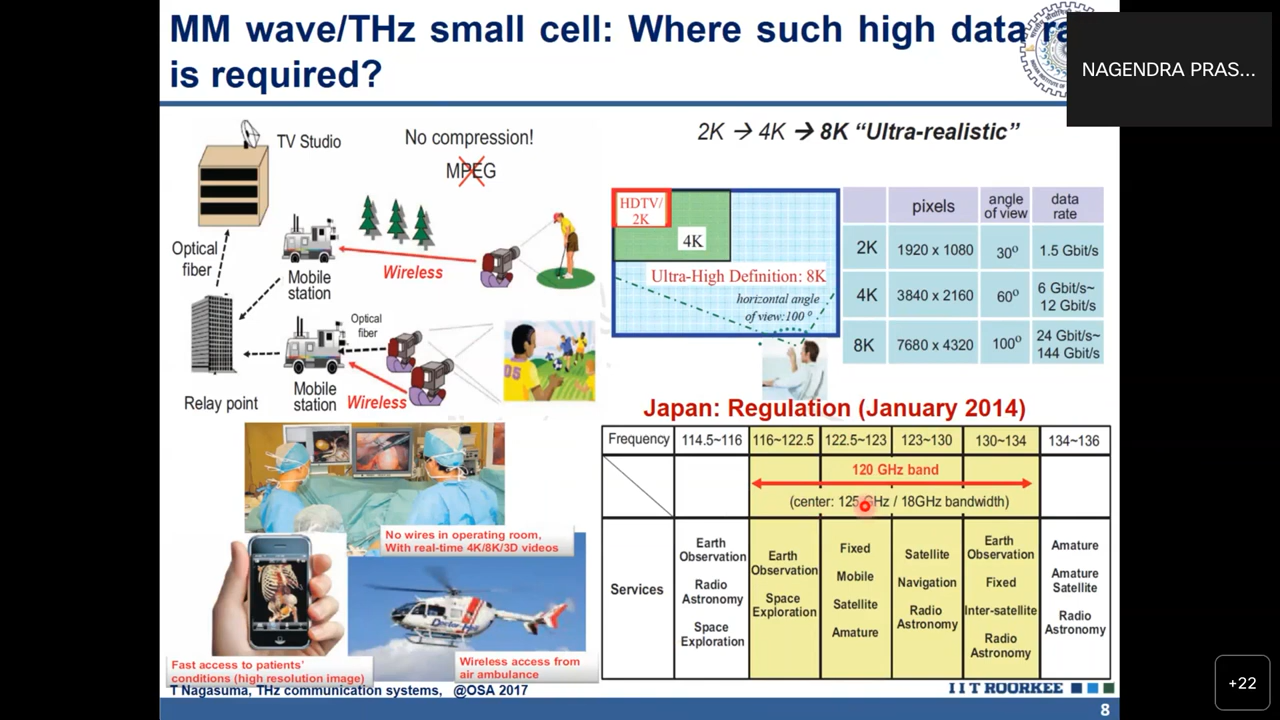 MM wave/THz small cell: Where such high data
is required?
NAGENDRA PRAS...
TV Studio
No compression!
MPEG
Optical
fiber
Wireless
Mobile
station
Optical
fiber
Relay point
Mobile
station
Wireless
2K → 4K → 8K “Ultra-realistic”
HDTV/
2K
4K
Ultra-High Definition: 8K
horizontal angle
of view:100 °
pixels angle of view data rate
2K 1920 x 1080 30° 1.5 Gbit/s
4K 3840 x 2160 60° 6 Gbit/s~ 12 Gbit/s
8K 7680 x 4320 100° 24 Gbit/s~ 144 Gbit/s
Japan: Regulation (January 2014)
Frequency 114.5~116 116~122.5 122.5~123 123~130 130~134 134~136
120 GHz band
(center: 125 GHz / 18GHz bandwidth)
Services
Earth
Observation
Radio
Astronomy
Space
Exploration
Earth
Observation
Space
Exploration
Fixed
Mobile
Satellite
Amature
Satellite
Navigation
Radio
Astronomy
Earth
Observation
Fixed
Inter-satellite
Radio
Astronomy
Amature
Amature
Satellite
Radio
Astronomy
No wires in operating room,
With real-time 4K/8K/3D videos
Fast access to patients’
conditions (high resolution image)
Wireless access from
air ambulance
T Nagasuma, THz communication systems, @OSA 2017
IIT ROORKEE
8
+22